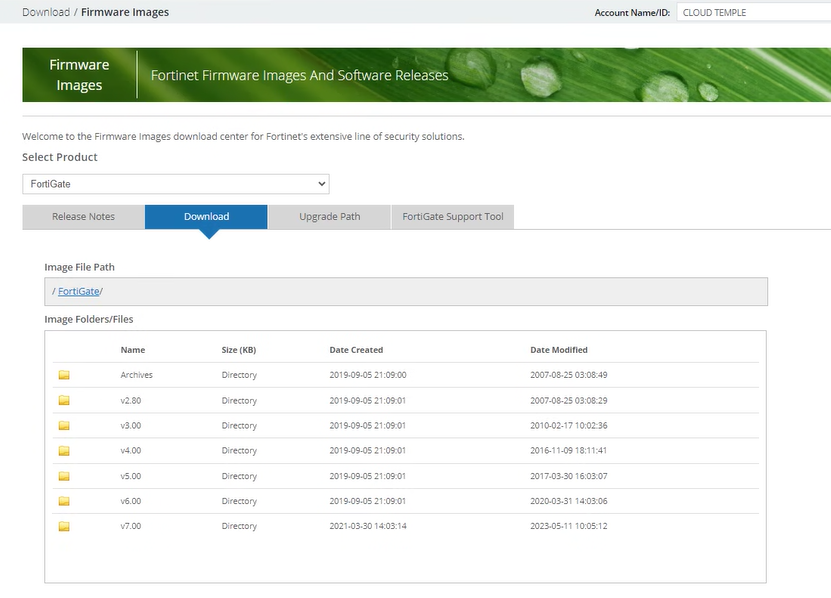 Download / Firmware Images Account Name/ID: CLOUD TEMPLE
Firmware
Images
Fortinet Firmware Images And Software Releases
Welcome to the Firmware Images download center for Fortinet's extensive line of security solutions.
Select Product
FortiGate
Release Notes Download Upgrade Path FortiGate Support Tool
Image File Path
/ FortiGate/
Image Folders/Files
Name Size (KB) Date Created Date Modified
Archives Directory 2019-09-05 21:09:00 2007-08-25 03:08:49
v2.80 Directory 2019-09-05 21:09:01 2007-08-25 03:08:29
v3.00 Directory 2019-09-05 21:09:01 2010-02-17 10:02:36
v4.00 Directory 2019-09-05 21:09:01 2016-11-09 18:11:41
v5.00 Directory 2019-09-05 21:09:01 2017-03-30 16:03:07
v6.00 Directory 2019-09-05 21:09:01 2020-03-31 14:03:06
v7.00 Directory 2021-03-30 14:03:14 2023-05-11 10:05:12